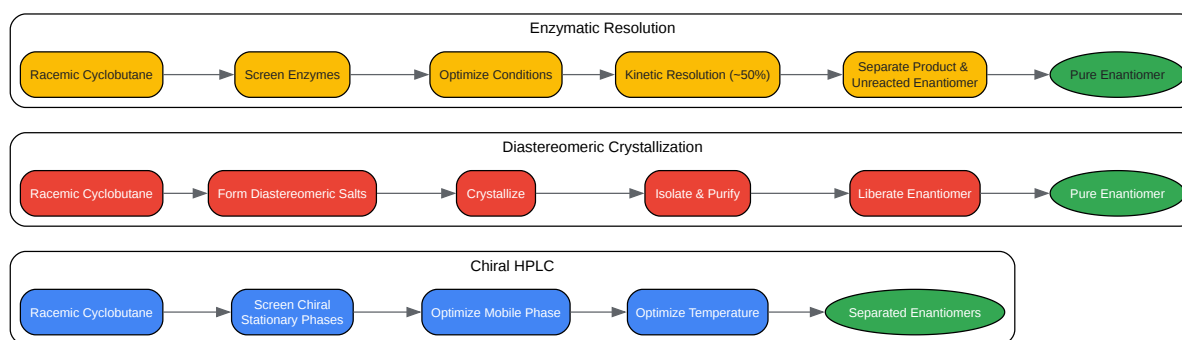 Enzymatic Resolution
Racemic Cyclobutane
Screen Enzymes
Optimize Conditions
Kinetic Resolution (~50%)
Separate Product &
Unreacted Enantiomer
Pure Enantiomer
Diastereomeric Crystallization
Racemic Cyclobutane
Form Diastereomeric Salts
Crystallize
Isolate & Purify
Liberate Enantiomer
Pure Enantiomer
Chiral HPLC
Racemic Cyclobutane
Screen Chiral
Stationary Phases
Optimize Mobile Phase
Optimize Temperature
Separated Enantiomers